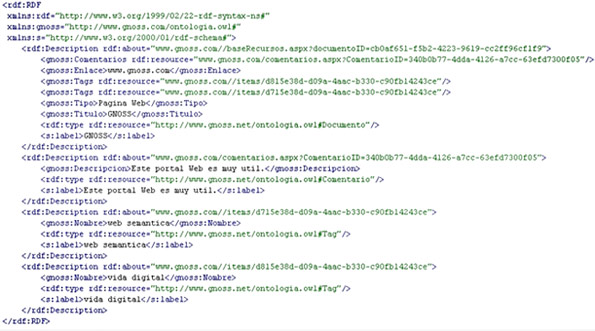 <rdf:RDF
xmlns:rdf="http://www.w3.org/1999/02/22-rdf-syntax-ns#"
xmlns:gnoss="http://www.gnoss.com/ontologia.owl"
xmlns:s="http://www.w3.org/2000/01/rdf-schema#">
<rdf:Description rdf:about="www.gnoss.com//baseRecursos.aspx?documentoID=cb0af651-f5b2-4223-9619-cc2ff96cf1f9">
<gnoss:Comentarios rdf:resource="www.gnoss.com/comentarios.aspx?ComentarioID=340b0b77-4dda-4126-a7cc-63efd7300f05"/>
<gnoss:Enlace>www.gnoss.com</gnoss:Enlace>
<gnoss:Tags rdf:resource="www.gnoss.com//items/d815e38d-d09a-4aac-b330-c90fb14243ce"/>
<gnoss:Tags rdf:resource="www.gnoss.com//items/d715e38d-d09a-4aac-b330-c90fb14243ce"/>
<gnoss:Tipo>Pagina Web</gnoss:Tipo>
<gnoss:Titulo>GNOSS</gnoss:Titulo>
<rdf:type rdf:resource="http://www.gnoss.net/ontologia.owl#Documento"/>
<s:label>GNOSS</s:label>
</rdf:Description>
<rdf:Description rdf:about="www.gnoss.com/comentarios.aspx?ComentarioID=340b0b77-4dda-4126-a7cc-63efd7300f05">
<gnoss:Descripcion>Este portal Web es muy util.</gnoss:Descripcion>
<rdf:type rdf:resource="http://www.gnoss.net/ontologia.owl#Comentario"/>
<s:label>Este portal Web es muy util.</s:label>
</rdf:Description>
<rdf:Description rdf:about="www.gnoss.com//items/d715e38d-d09a-4aac-b330-c90fb14243ce">
<gnoss:Nombre>web semantica</gnoss:Nombre>
<rdf:type rdf:resource="http://www.gnoss.net/ontologia.owl#Tag"/>
<s:label>web semantica</s:label>
</rdf:Description>
<rdf:Description rdf:about="www.gnoss.com//items/d815e38d-d09a-4aac-b330-c90fb14243ce">
<gnoss:Nombre>vida digital</gnoss:Nombre>
<rdf:type rdf:resource="http://www.gnoss.net/ontologia.owl#Tag"/>
<s:label>vida digital</s:label>
</rdf:Description>
</rdf:RDF>